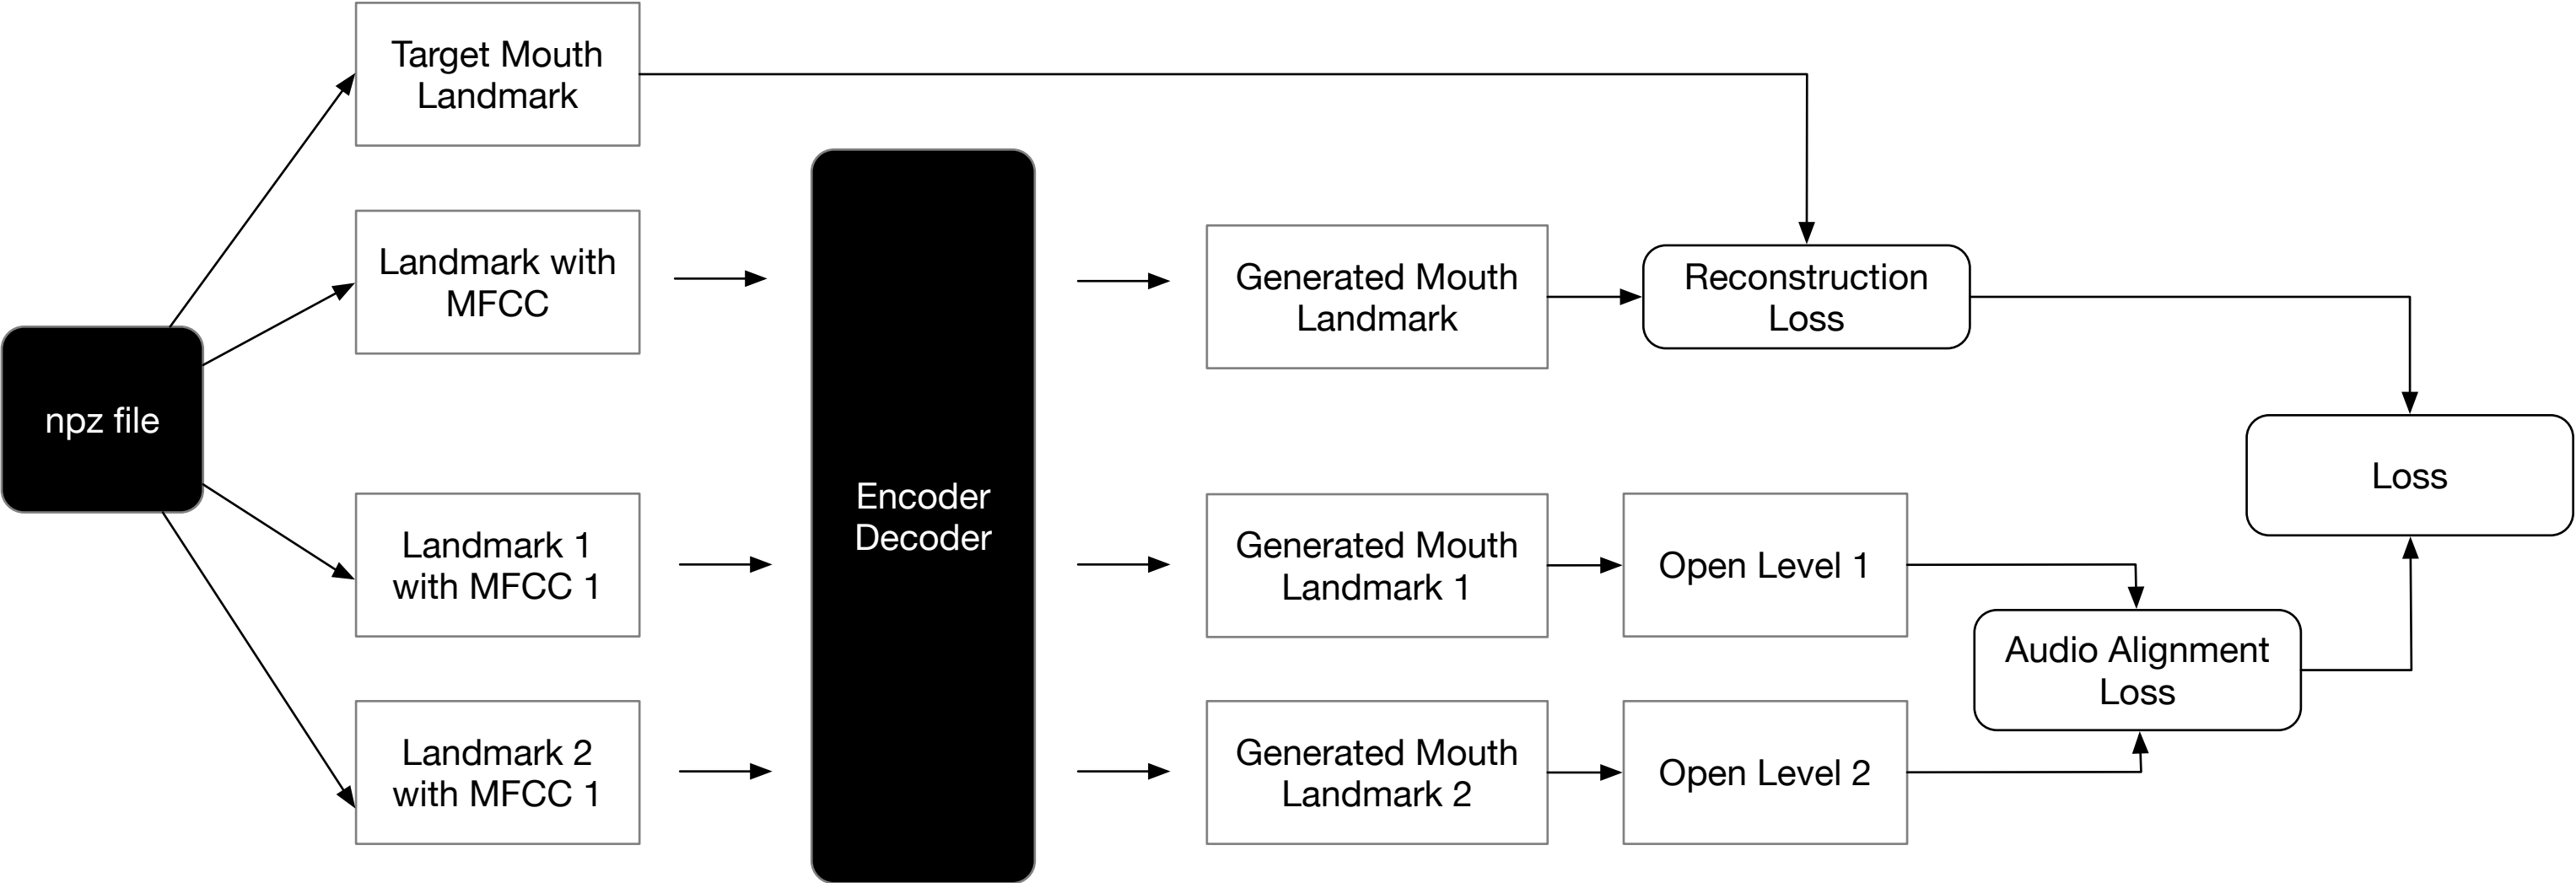 Target Mouth
Landmark
Landmark with
MFCC
Generated Mouth
Landmark
Reconstruction
Loss
npz file
Encoder
Decoder
Loss
Landmark 1
with MFCC 1
Generated Mouth
Landmark 1
Open Level 1
Audio Alignment
Loss
Landmark 2
with MFCC 1
Generated Mouth
Landmark 2
Open Level 2